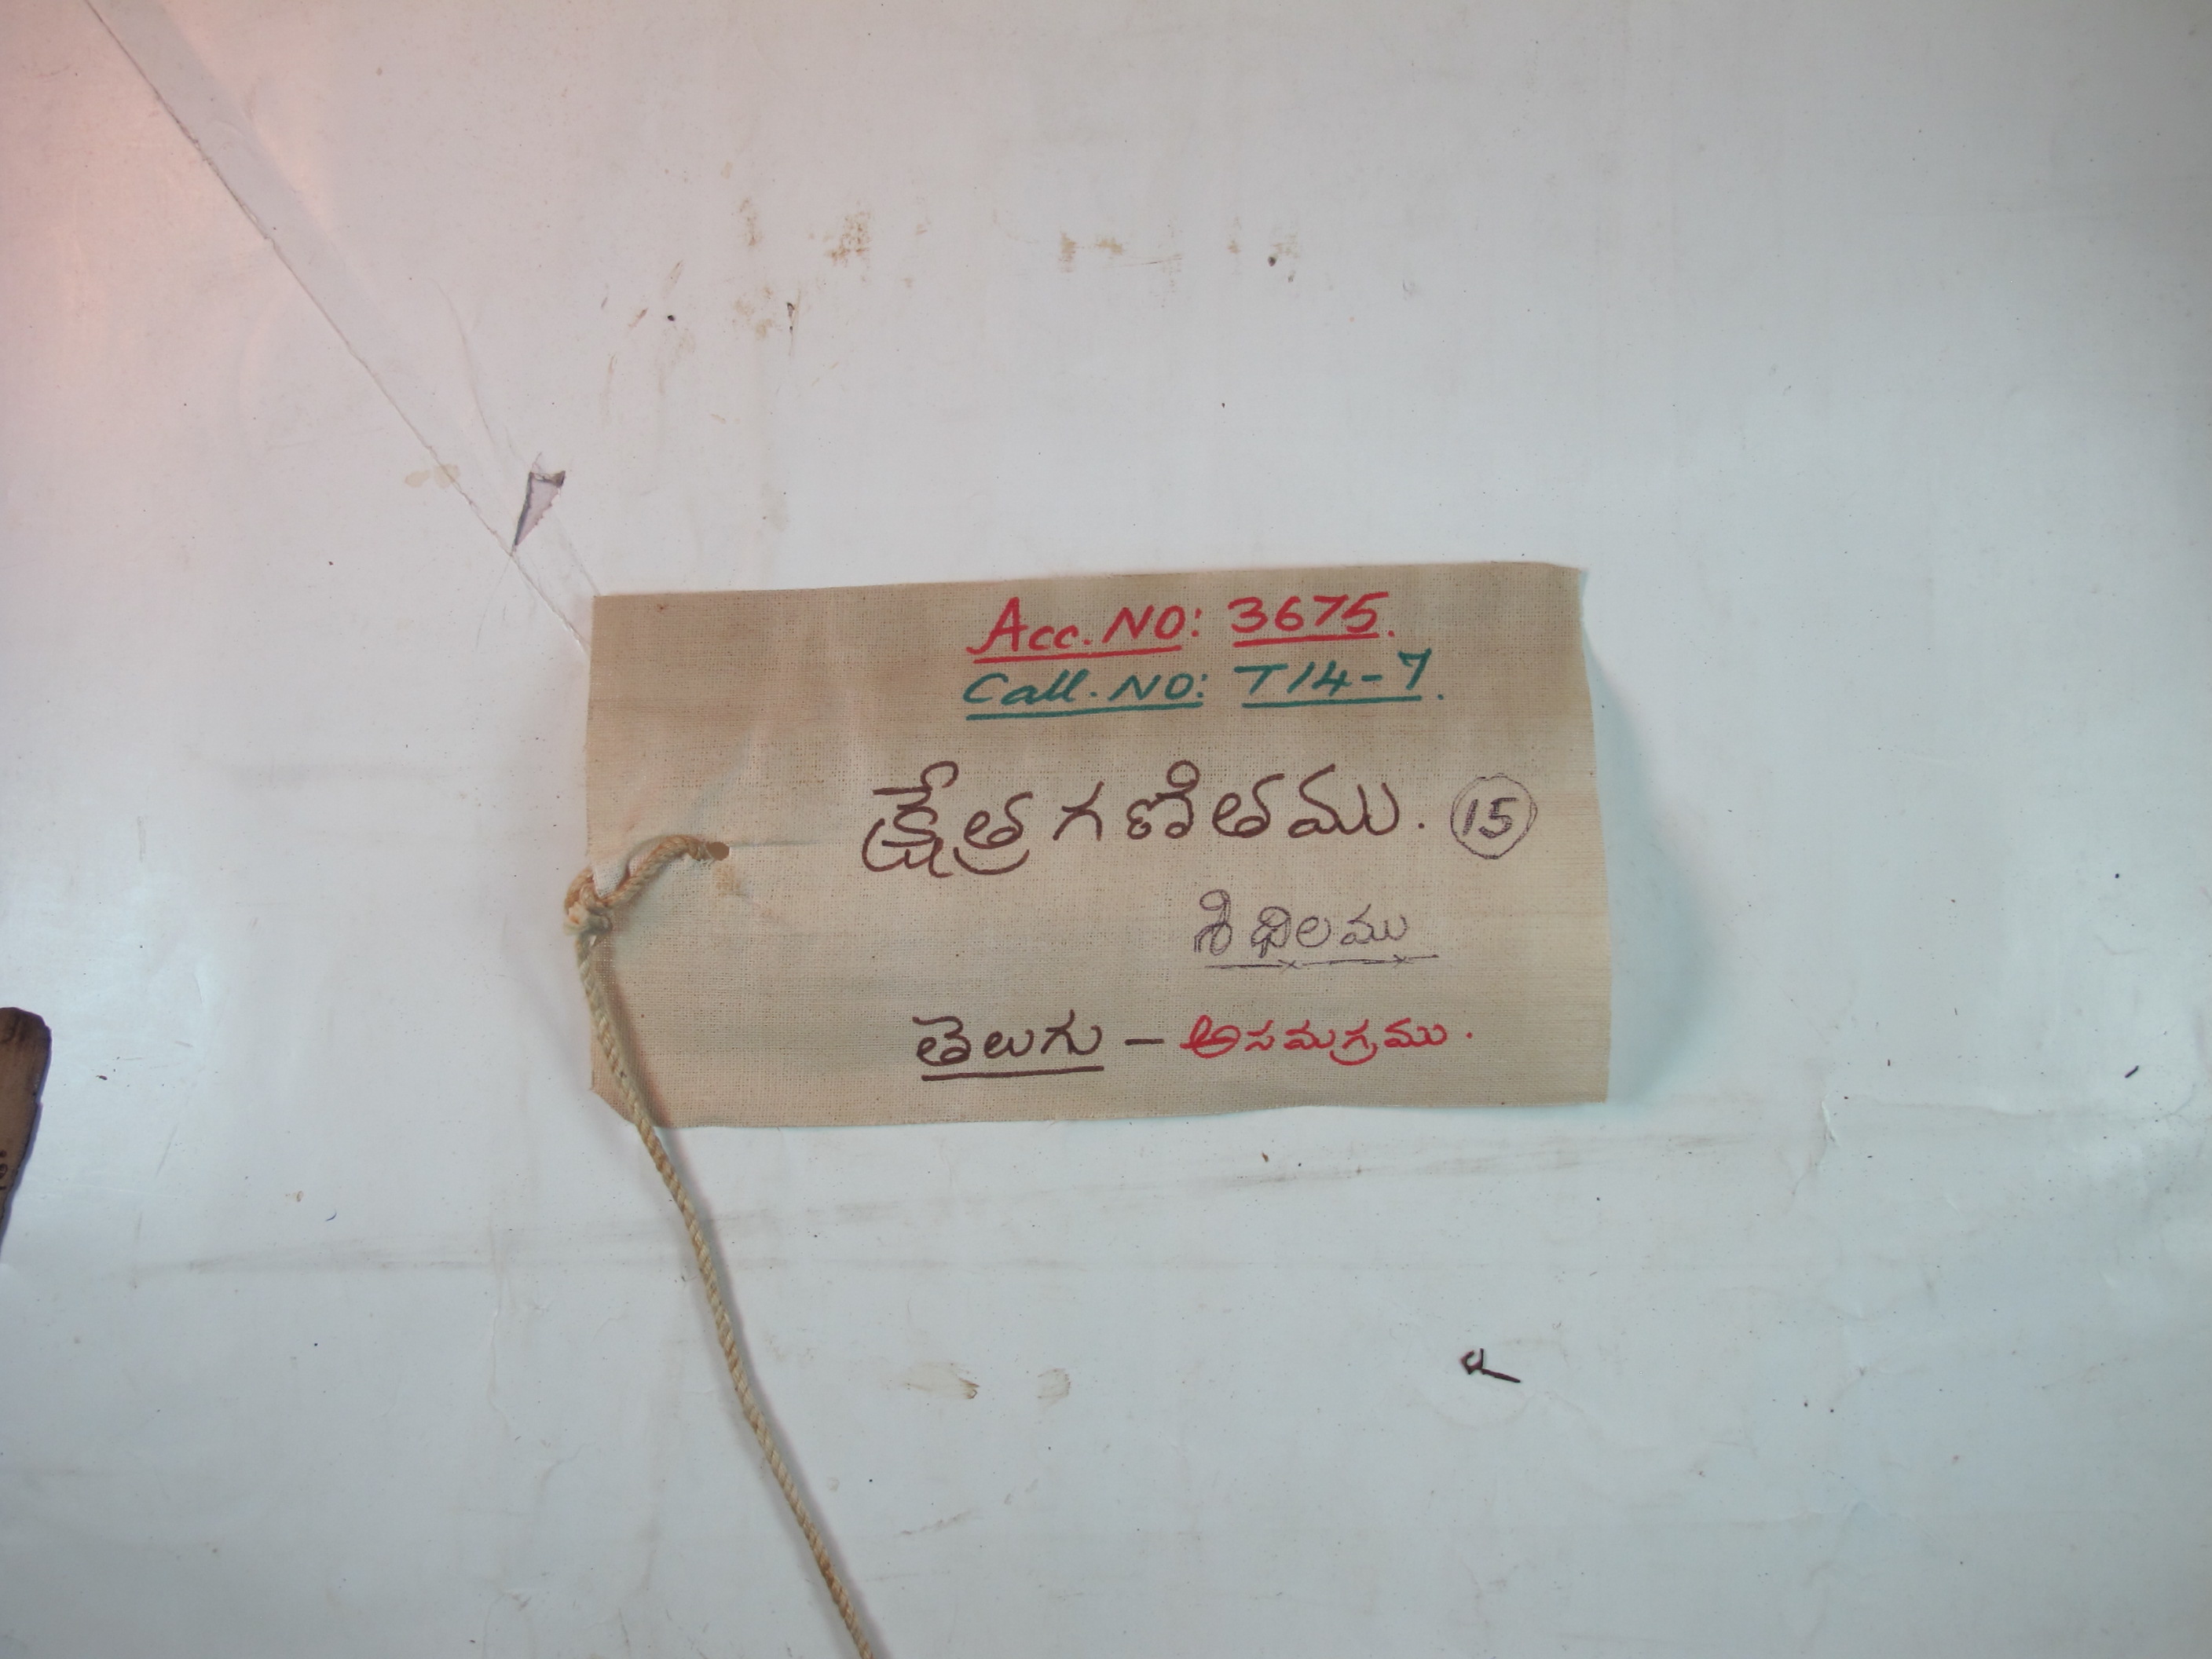 Acc. NO: 3675.
Call. NO: T14-7.
క్షేత్రగణితము. 15
శిథిలము
తెలుగు - అసమగ్రము.